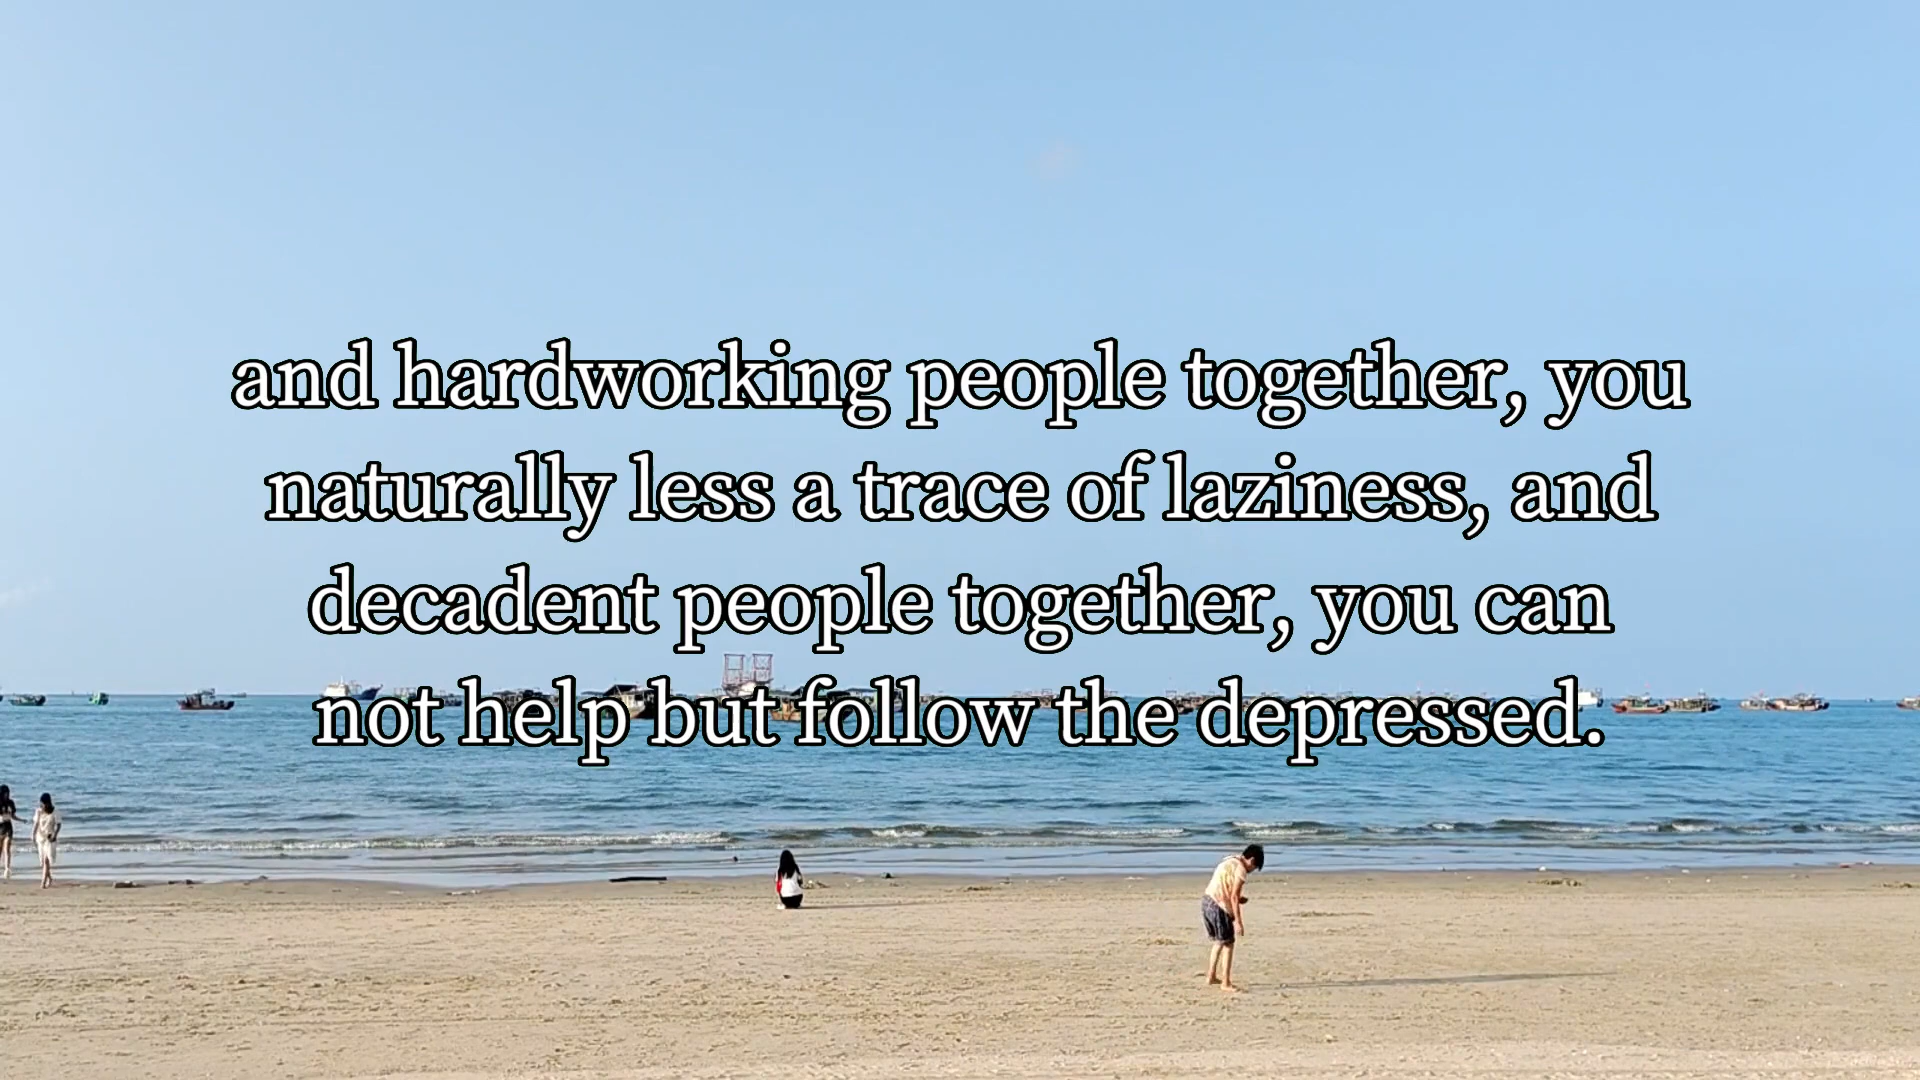 and hardworking people together, you
naturally less a trace of laziness, and
decadent people together, you can
not help but follow the depressed.